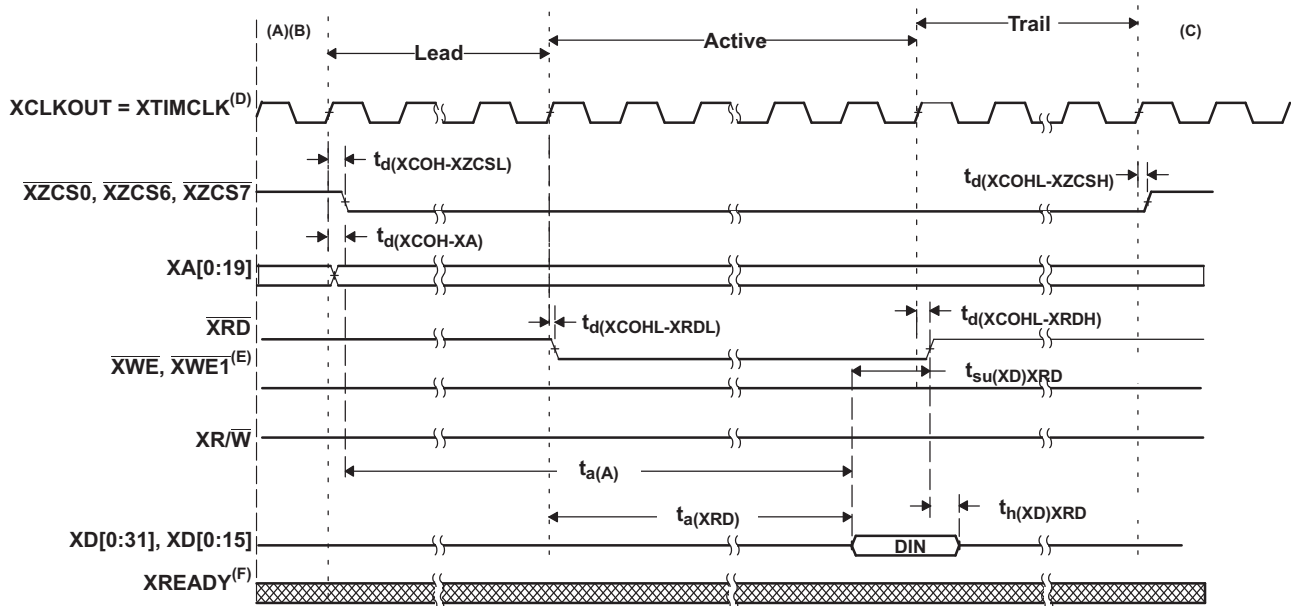 (A)(B)
Lead
Active
Trail
(C)
XCLKOUT = XTIMCLK(D)
td(XCOH-XZCSL)
XZCS0, XZCS6, XZCS7
td(XCOHL-XZCSH)
td(XCOH-XA)
XA[0:19]
XRD
td(XCOHL-XRDL)
td(XCOHL-XRDH)
XWE, XWE1(E)
tsu(XD)XRD
XR/W
ta(A)
ta(XRD)
th(XD)XRD
XD[0:31], XD[0:15]
DIN
XREADY(F)